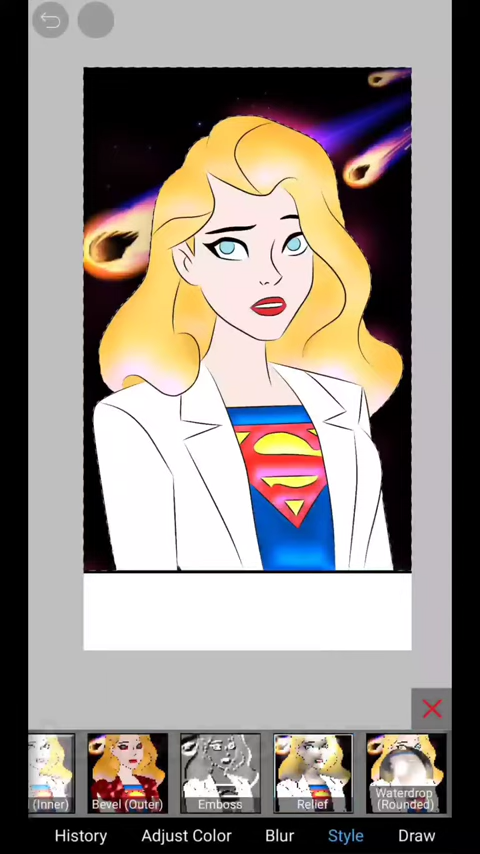 (Inner)
Bevel (Outer)
Emboss
Relief
Waterdrop
(Rounded)
History
Adjust Color
Blur
Style
Draw